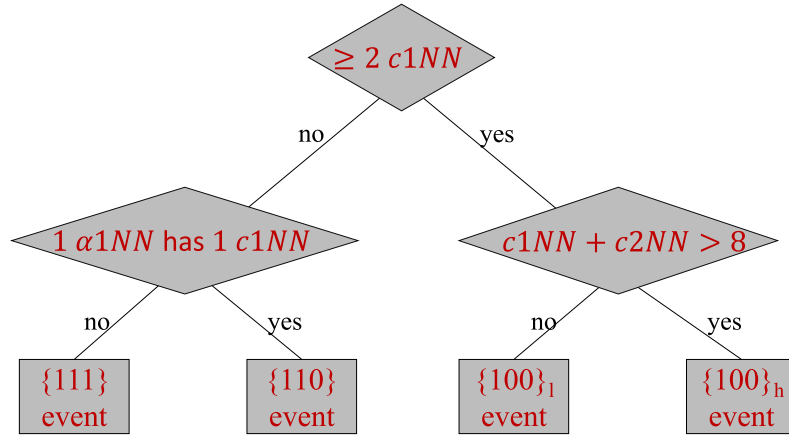 ≥ 2 c1NN
no
yes
1 α1NN has 1 c1NN
c1NN + c2NN > 8
no
yes
no
yes
{111}
event
{110}
event
{100}l
event
{100}h
event